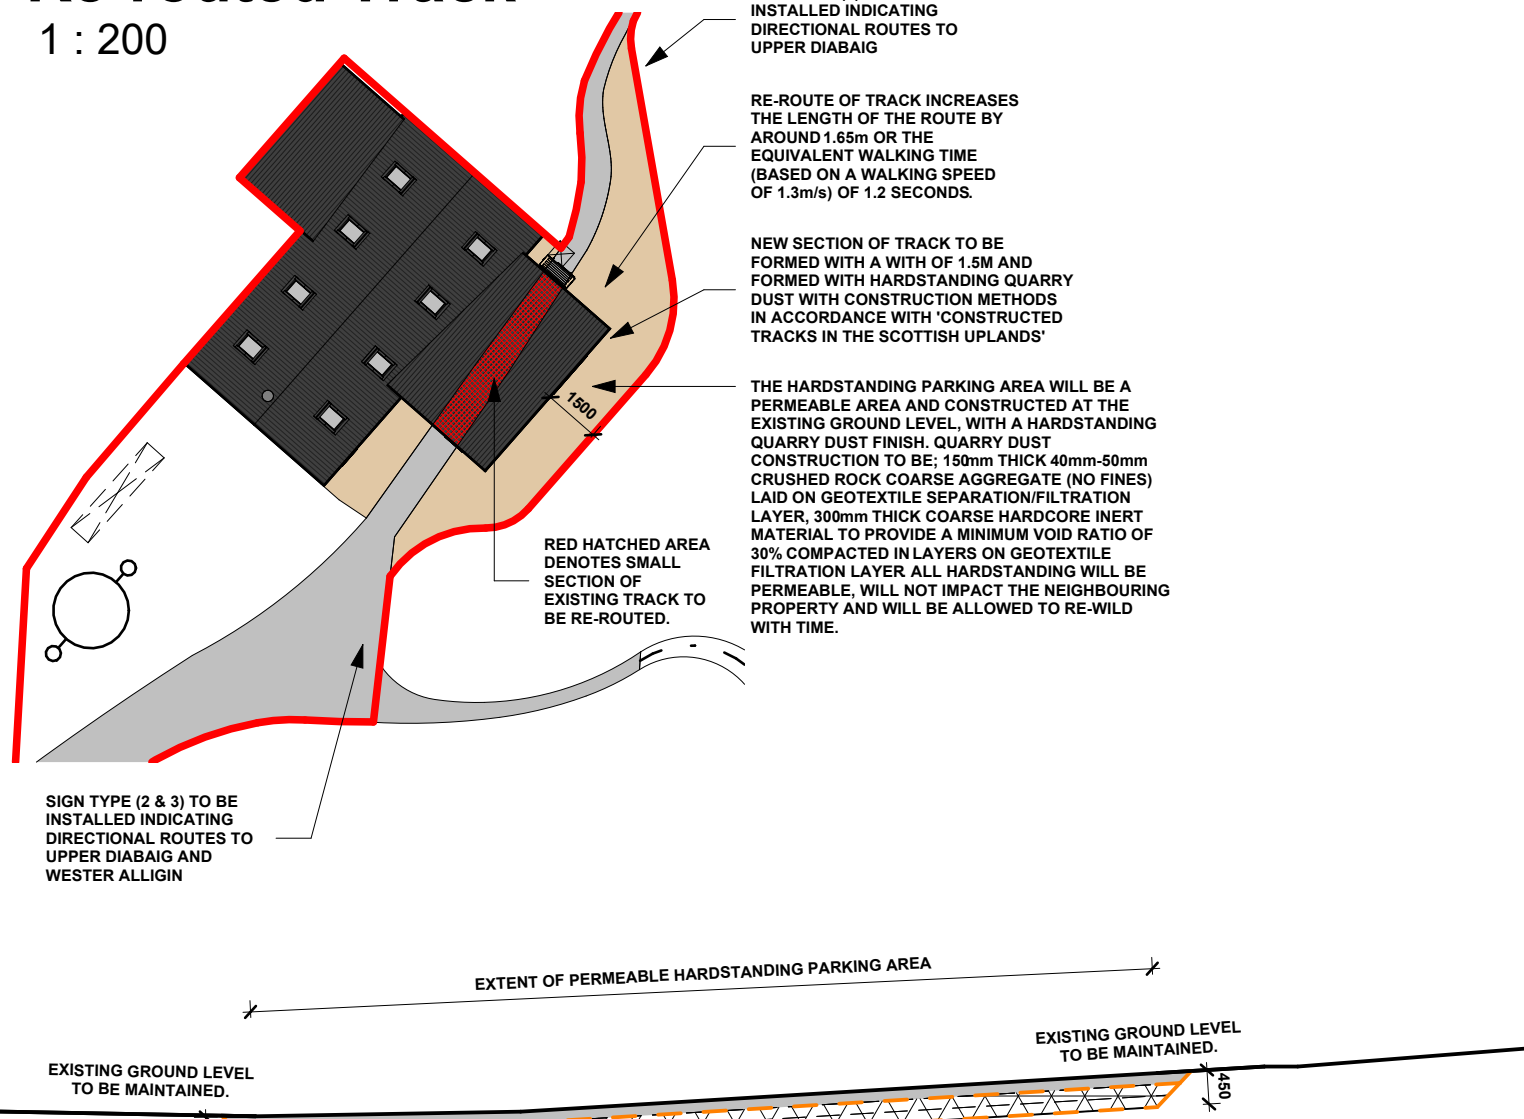 1 : 200
INSTALLED INDICATING
DIRECTIONAL ROUTES TO
UPPER DIABAIG
RE-ROUTE OF TRACK INCREASES
THE LENGTH OF THE ROUTE BY
AROUND 1.65m OR THE
EQUIVALENT WALKING TIME
(BASED ON A WALKING SPEED
OF 1.3m/s) OF 1.2 SECONDS.
NEW SECTION OF TRACK TO BE
FORMED WITH A WITH OF 1.5M AND
FORMED WITH HARDSTANDING QUARRY
DUST WITH CONSTRUCTION METHODS
IN ACCORDANCE WITH 'CONSTRUCTED
TRACKS IN THE SCOTTISH UPLANDS'
THE HARDSTANDING PARKING AREA WILL BE A
PERMEABLE AREA AND CONSTRUCTED AT THE
EXISTING GROUND LEVEL, WITH A HARDSTANDING
QUARRY DUST FINISH. QUARRY DUST
CONSTRUCTION TO BE; 150mm THICK 40mm-50mm
CRUSHED ROCK COARSE AGGREGATE (NO FINES)
LAID ON GEOTEXTILE SEPARATION/FILTRATION
LAYER, 300mm THICK COARSE HARDCORE INERT
MATERIAL TO PROVIDE A MINIMUM VOID RATIO OF
30% COMPACTED IN LAYERS ON GEOTEXTILE
FILTRATION LAYER. ALL HARDSTANDING WILL BE
PERMEABLE, WILL NOT IMPACT THE NEIGHBOURING
PROPERTY AND WILL BE ALLOWED TO RE-WILD
WITH TIME.
1500
RED HATCHED AREA
DENOTES SMALL
SECTION OF
EXISTING TRACK TO
BE RE-ROUTED.
SIGN TYPE (2 & 3) TO BE
INSTALLED INDICATING
DIRECTIONAL ROUTES TO
UPPER DIABAIG AND
WESTER ALLIGIN
EXTENT OF PERMEABLE HARDSTANDING PARKING AREA
EXISTING GROUND LEVEL
TO BE MAINTAINED.
EXISTING GROUND LEVEL
TO BE MAINTAINED.
450